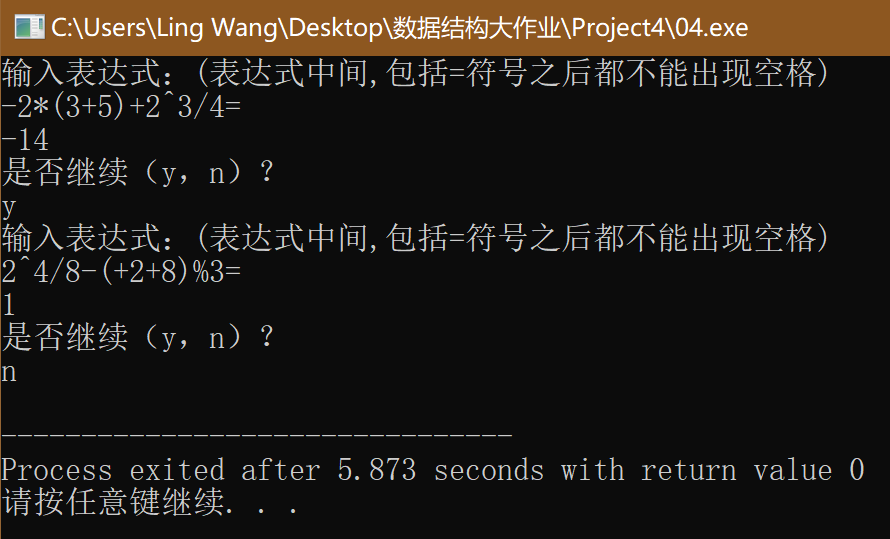 C:\Users\Ling Wang\Desktop\数据结构大作业\Project4\04.exe
输入表达式：(表达式中间,包括=符号之后都不能出现空格)
-2*(3+5)+2^3/4=
-14
是否继续（y，n）？
y
输入表达式：(表达式中间,包括=符号之后都不能出现空格)
2^4/8-(+2+8)%3=
1
是否继续（y，n）？
n
--------------------------------
Process exited after 5.873 seconds with return value 0
请按任意键继续. . .